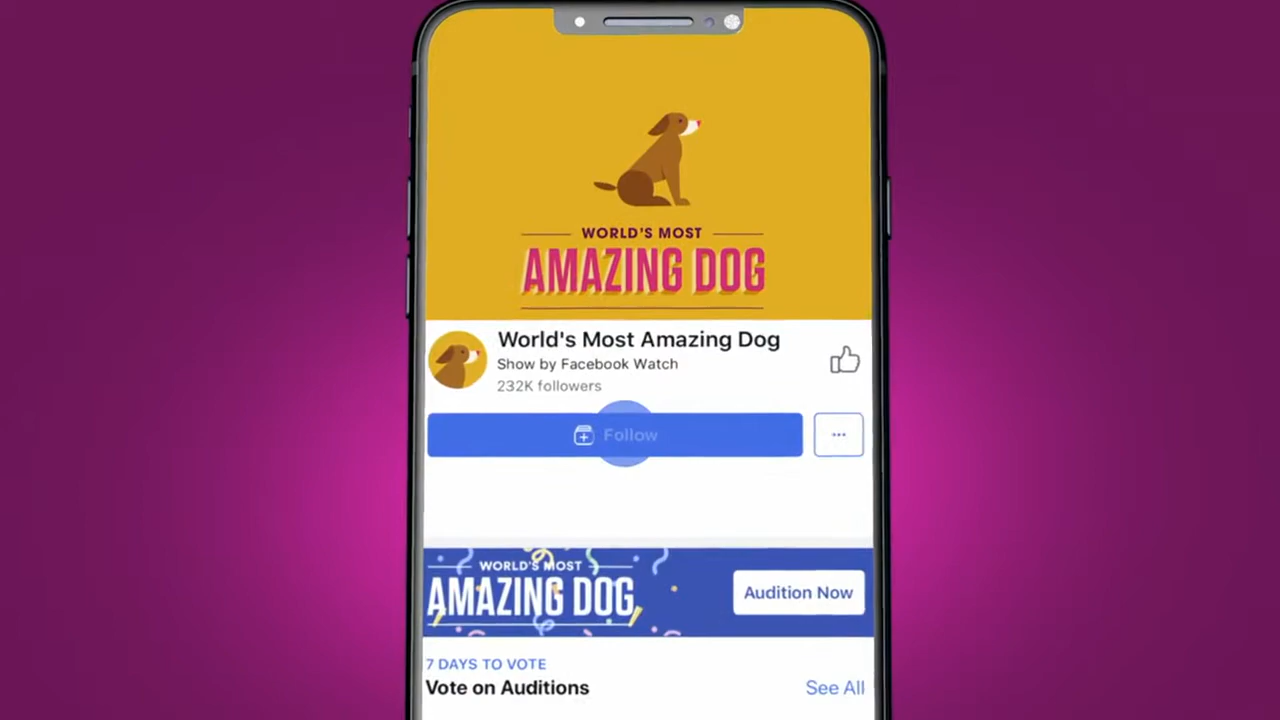 WORLD'S MOST
AMAZING DOG
World's Most Amazing Dog
Show by Facebook Watch
232K followers
Follow
WORLD'S MOST
AMAZING DOG
Audition Now
7 DAYS TO VOTE
Vote on Auditions
See All